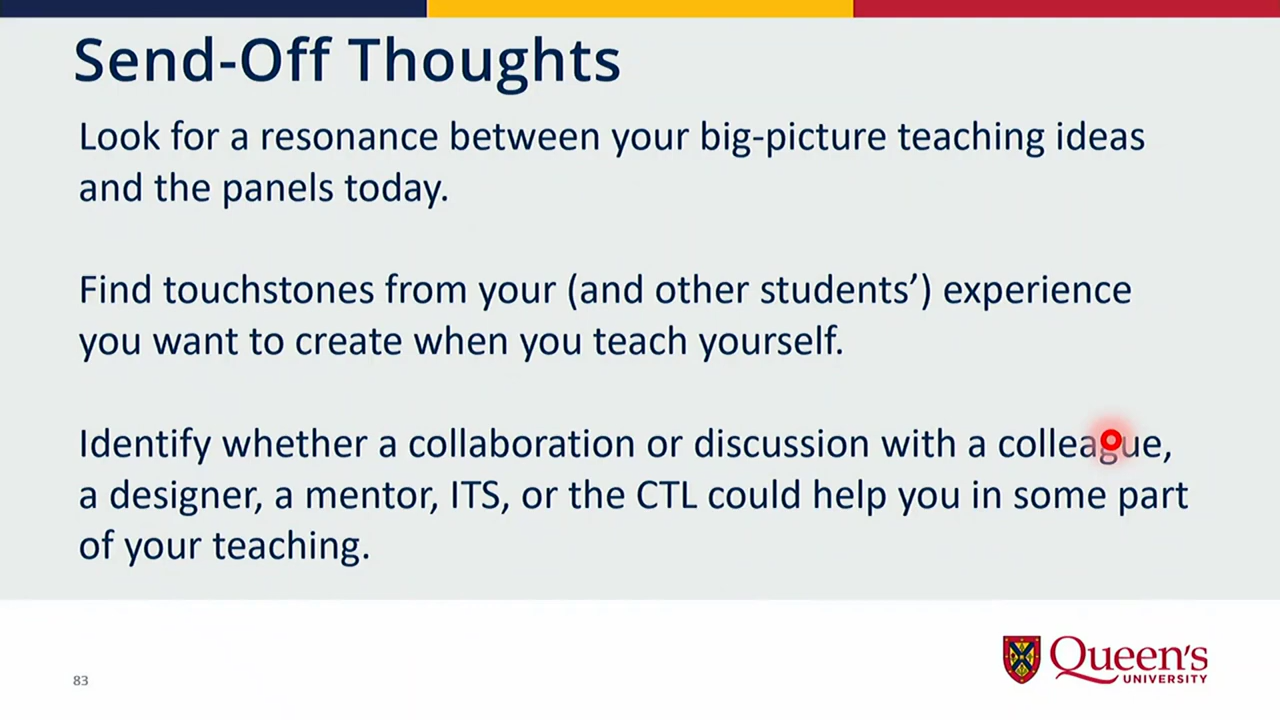 Send-Off Thoughts
Look for a resonance between your big-picture teaching ideas
and the panels today.
Find touchstones from your (and other students’) experience
you want to create when you teach yourself.
Identify whether a collaboration or discussion with a colleague,
a designer, a mentor, ITS, or the CTL could help you in some part
of your teaching.
83
Queen's
UNIVERSITY